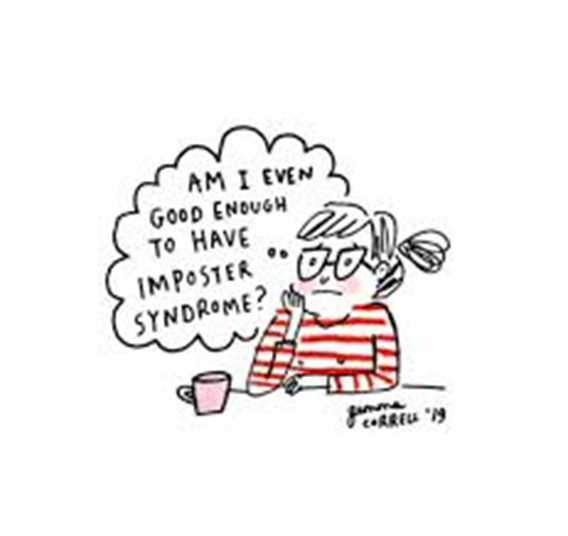 AM I EVEN
GOOD ENOUGH
TO HAVE
IMPOSTER
SYNDROME?
gemma
CORRELL '19